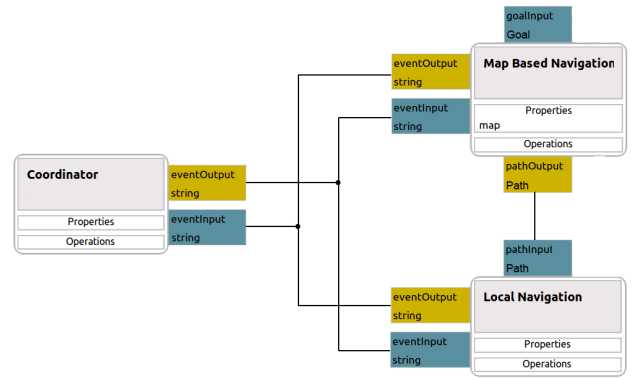 goalInput
Goal
eventOutput
string
eventInput
string
Map Based Navigation
Properties
map
Operations
pathOutput
Path
Coordinator
Properties
Operations
eventOutput
string
eventInput
string
pathInput
Path
eventOutput
string
eventInput
string
Local Navigation
Properties
Operations